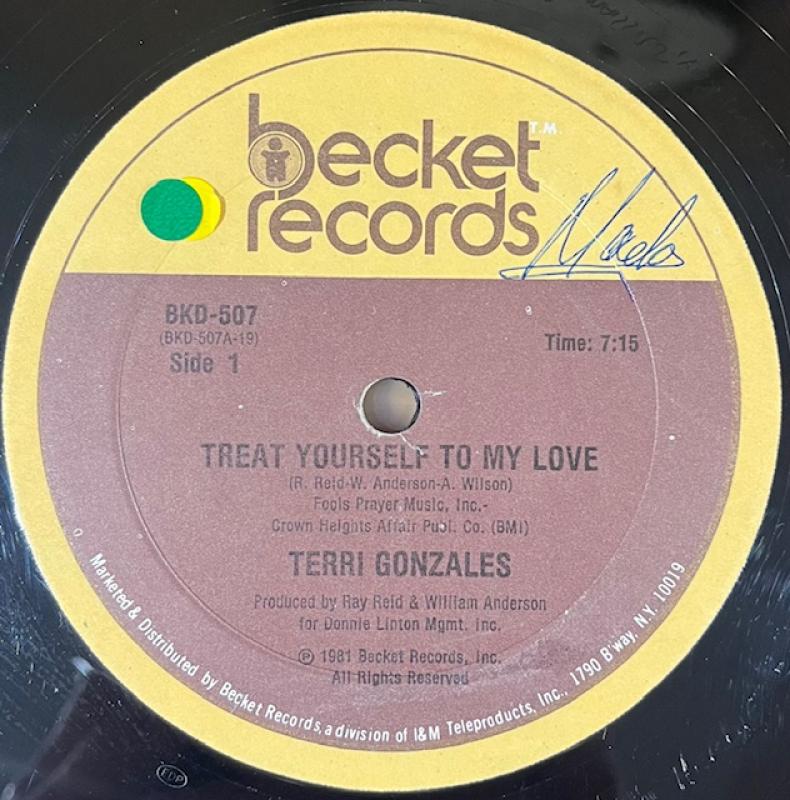 becket T.M.
records
BKD-507
(BKD-507A-19)
Side 1
Time: 7:15
TREAT YOURSELF TO MY LOVE
(R. Reid-W. Anderson-A. Wilson)
Fools Prayer Music, Inc.-
Crown Heights Affair Publ. Co. (BMI)
TERRI GONZALES
Produced by Ray Reid & William Anderson
for Donnie Linton Mgmt. Inc.
℗ 1981 Becket Records, Inc.
All Rights Reserved
Marketed & Distributed by Becket Records, a division of I&M Teleproducts, Inc., 1790 B'way, N.Y. 10019
EDP